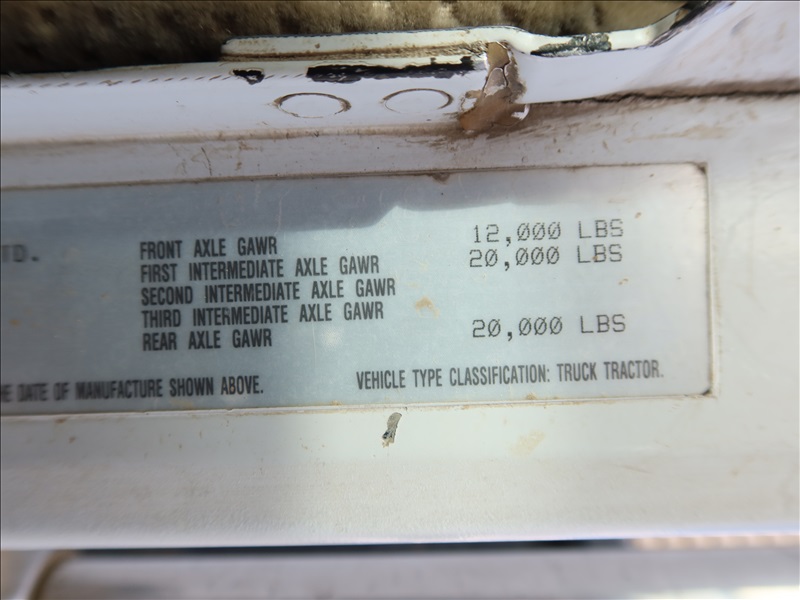 FRONT AXLE GAWR 12,000 LBS
FIRST INTERMEDIATE AXLE GAWR 20,000 LBS
SECOND INTERMEDIATE AXLE GAWR
THIRD INTERMEDIATE AXLE GAWR
REAR AXLE GAWR 20,000 LBS
HE DATE OF MANUFACTURE SHOWN ABOVE. VEHICLE TYPE CLASSIFICATION: TRUCK TRACTOR.